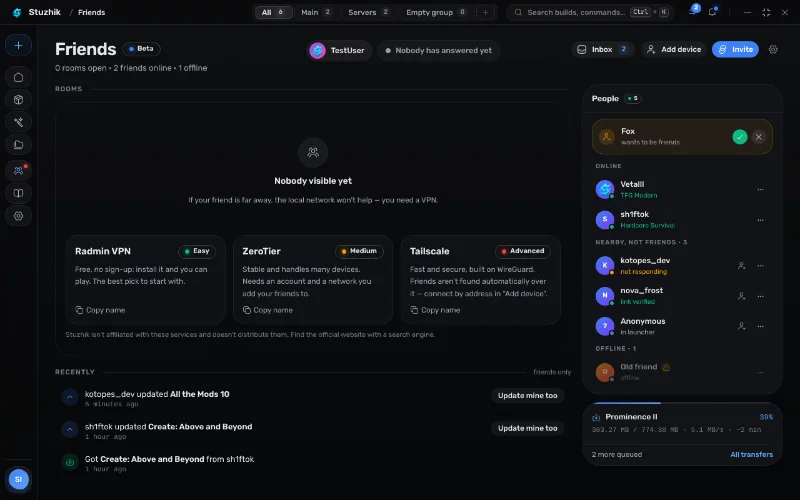 Stuzhik / Friends
All 6 Main 2 Servers 2 Empty group 0 +
Search builds, commands... Ctrl + K
2
Friends Beta
0 rooms open • 2 friends online • 1 offline
TestUser
Nobody has answered yet
Inbox 2
Add device
Invite
ROOMS
Nobody visible yet
If your friend is far away, the local network won't help — you need a VPN.
Radmin VPN Easy
Free, no sign-up: install it and you can
play. The best pick to start with.
Copy name
ZeroTier Medium
Stable and handles many devices.
Needs an account and a network you
add your friends to.
Copy name
Tailscale Advanced
Fast and secure, built on WireGuard.
Friends aren't found automatically over
it — connect by address in "Add device".
Copy name
Stuzhik isn't affiliated with these services and doesn't distribute them. Find the official website with a search engine.
RECENTLY friends only
kotopes_dev updated All the Mods 10
5 minutes ago
Update mine too
sh1ftok updated Create: Above and Beyond
1 hour ago
Update mine too
Got Create: Above and Beyond from sh1ftok
1 hour ago
People 5
Fox
wants to be friends
ONLINE
Vetalll
TFG Modern
S sh1ftok
Hardcore Survival
NEARBY, NOT FRIENDS • 3
K kotopes_dev
not responding
N nova_frost
link verified
? Anonymous
in launcher
OFFLINE • 1
O Old friend
offline
Prominence II 39%
303.27 MB / 774.38 MB · 5.1 MB/s · ~2 min
2 more queued All transfers
SI